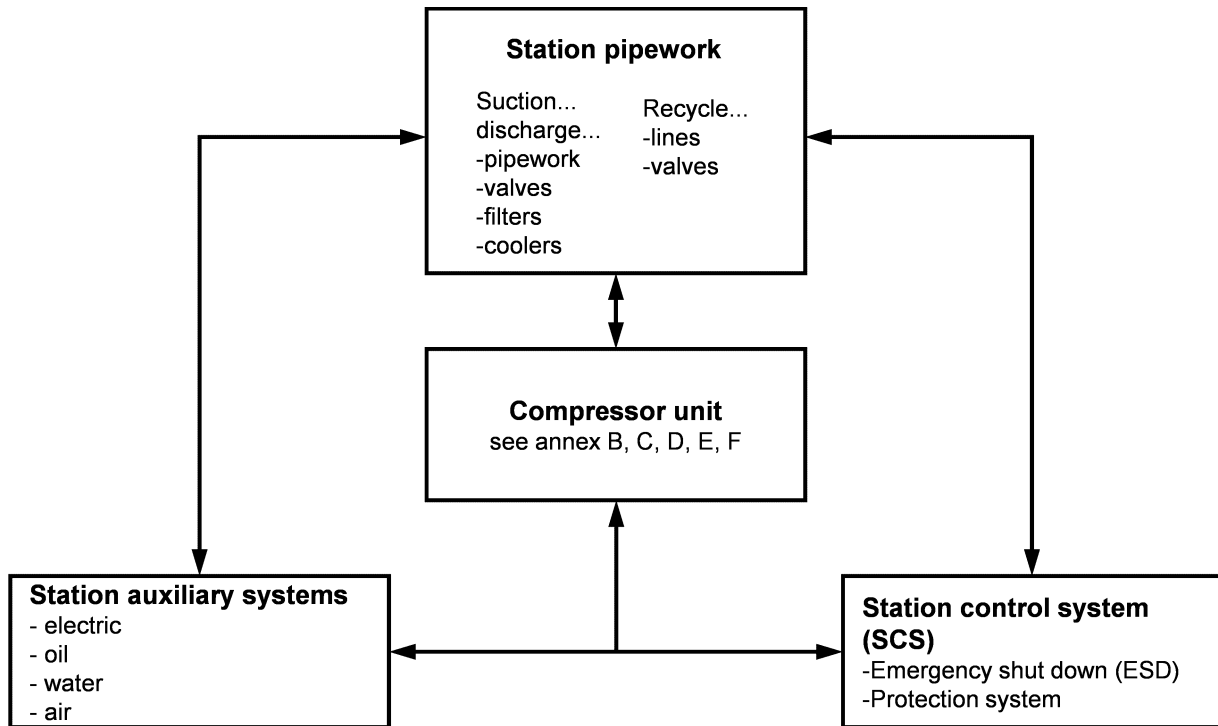 Station pipework
Suction...
discharge...
-pipework
-valves
-filters
-coolers
Recycle...
-lines
-valves
Compressor unit
see annex B, C, D, E, F
Station auxiliary systems
- electric
- oil
- water
- air
Station control system
(SCS)
-Emergency shut down (ESD)
-Protection system